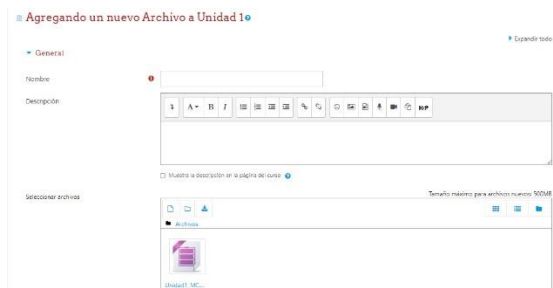 Agregando un nuevo Archivo a Unidad 1
Expandir todo
General
Nombre
Descripción
A B I
H5P
Muestra la descripción en la página del curso
Tamaño máximo para archivos nuevos: 500MB
Seleccionar archivos
Archivos
Unidad1_MC...